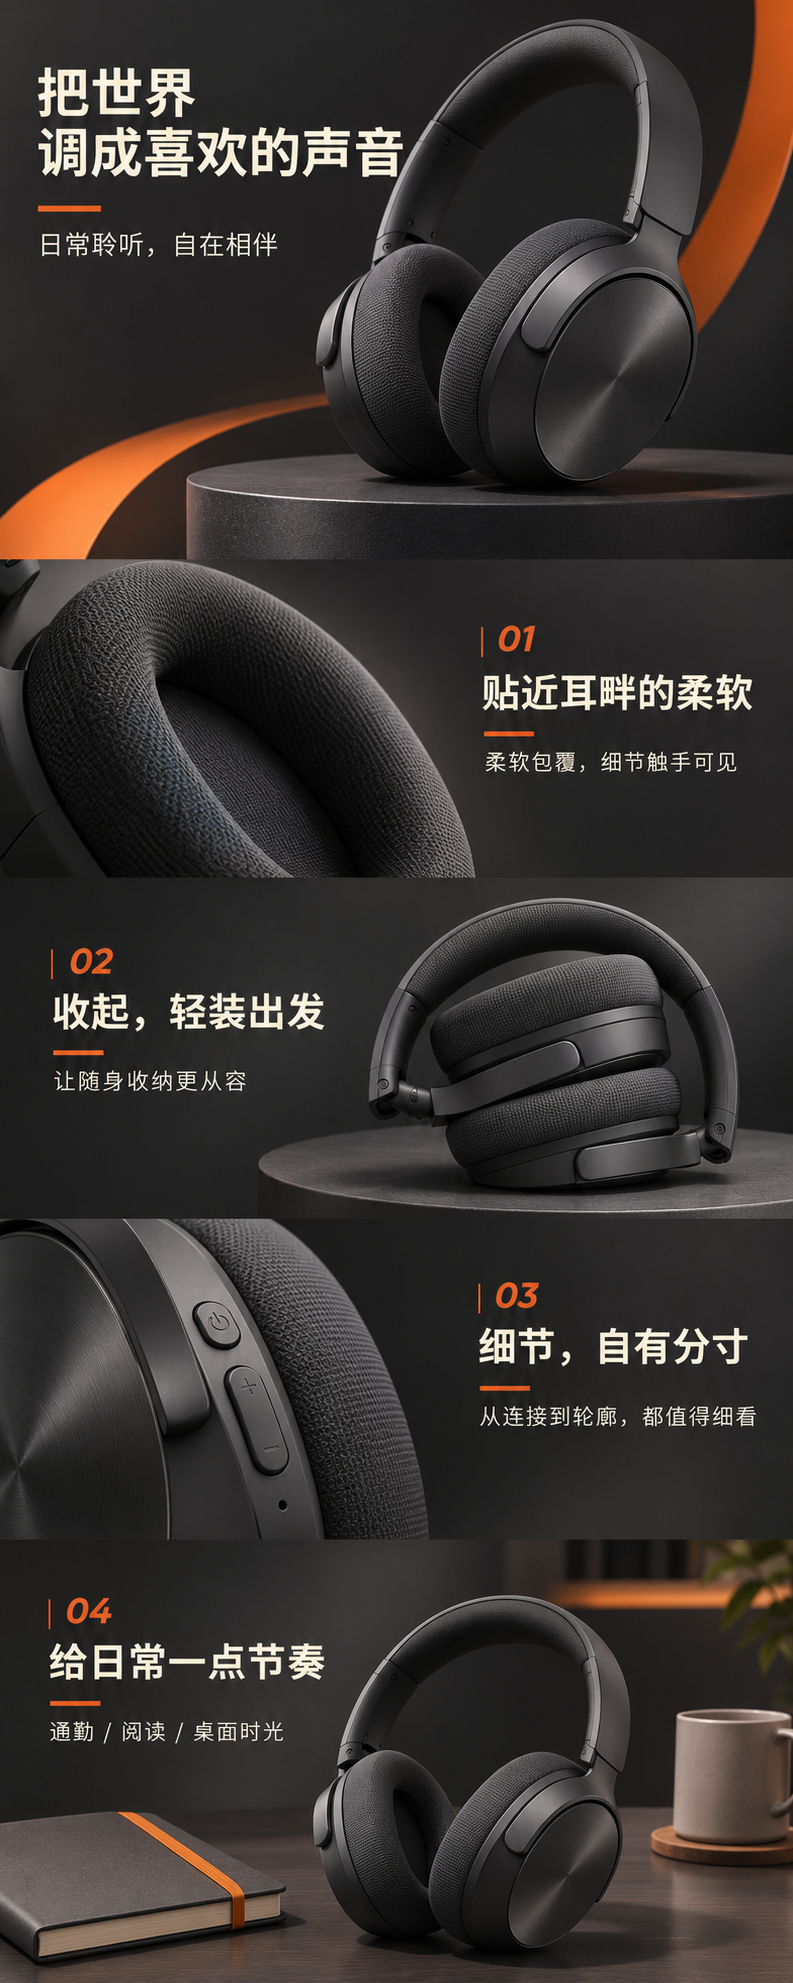 把世界
调成喜欢的声音
日常聆听，自在相伴
01
贴近耳畔的柔软
柔软包覆，细节触手可见
02
收起，轻装出发
让随身收纳更从容
03
细节，自有分寸
从连接到轮廓，都值得细看
04
给日常一点节奏
通勤 / 阅读 / 桌面时光